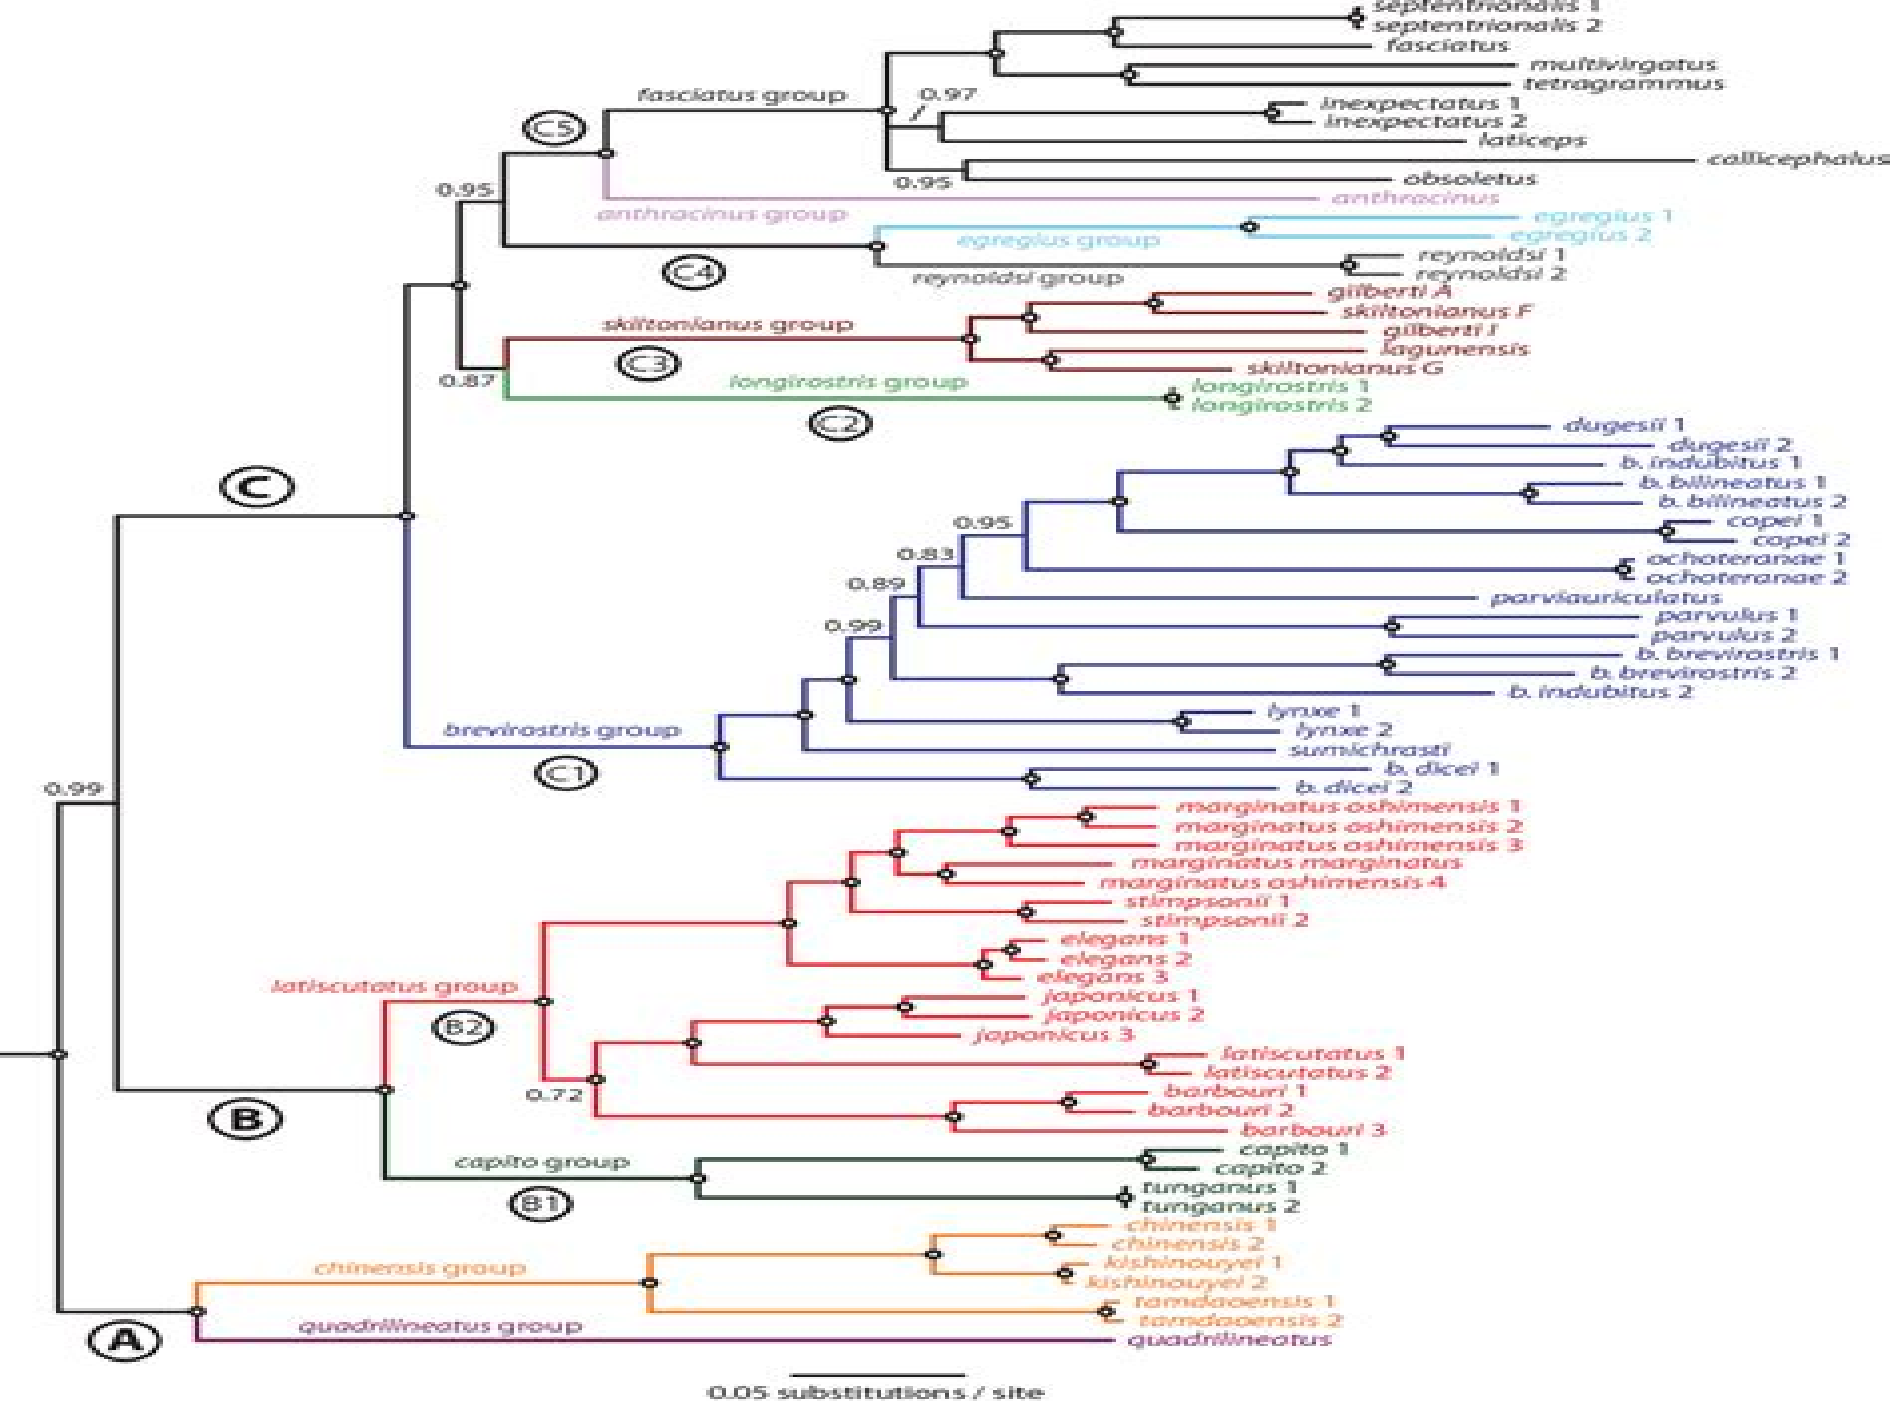 septentrionalis 1
septentrionalis 2
fasciatus
multivirgatus
tetragrammus
fasciatus group
0.97
inexpectatus 1
inexpectatus 2
C5
laticeps
callicephalus
0.95
obsoletus
0.95
anthracinus
anthracinus group
egregius 1
egregius group
egregius 2
reynoldsi 1
C4
reynoldsi group
reynoldsi 2
gilberti A
skiltonianus F
skiltonianus group
gilberti I
lagunensis
C3
skiltonianus G
0.87
longirostris group
longirostris 1
longirostris 2
C2
dugesii 1
dugesii 2
b. indubitus 1
C
b. bilineatus 1
b. bilineatus 2
0.95
copei 1
copei 2
0.83
ochoteranae 1
ochoteranae 2
0.89
parviauriculatus
parvulus 1
0.99
parvulus 2
b. brevirostris 1
b. brevirostris 2
b. indubitus 2
lynxe 1
brevirostris group
lynxe 2
sumichrasti
C1
b. dicei 1
b. dicei 2
0.99
marginatus oshimensis 1
marginatus oshimensis 2
marginatus oshimensis 3
marginatus marginatus
marginatus oshimensis 4
stimpsonii 1
stimpsonii 2
elegans 1
elegans 2
elegans 3
latiscutatus group
japonicus 1
japonicus 2
B2
japonicus 3
latiscutatus 1
latiscutatus 2
0.72
barbouri 1
barbouri 2
B
barbouri 3
capito 1
capito group
capito 2
tunganus 1
B1
tunganus 2
chinensis 1
chinensis 2
chinensis group
kishinouyei 1
kishinouyei 2
tamdaoensis 1
tamdaoensis 2
quadrilineatus group
A
quadrilineatus
0.05 substitutions / site